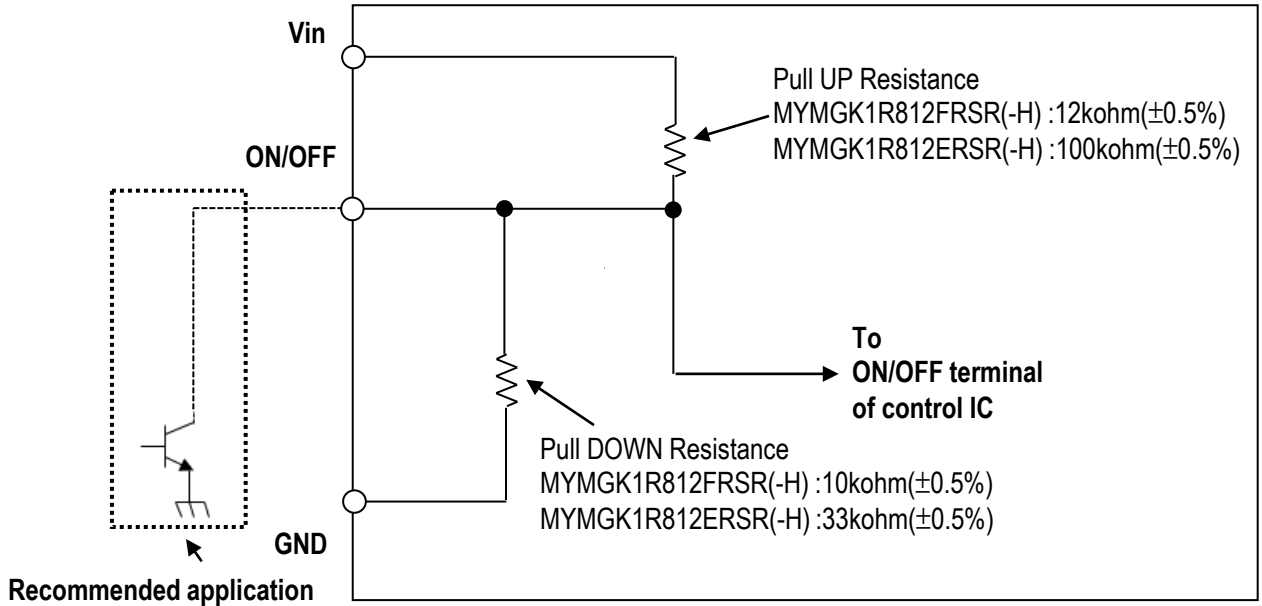 Vin
Pull UP Resistance
MYMGK1R812FRSR(-H) :12kohm(±0.5%)
MYMGK1R812ERSR(-H) :100kohm(±0.5%)
ON/OFF
To
ON/OFF terminal
of control IC
Pull DOWN Resistance
MYMGK1R812FRSR(-H) :10kohm(±0.5%)
MYMGK1R812ERSR(-H) :33kohm(±0.5%)
GND
Recommended application